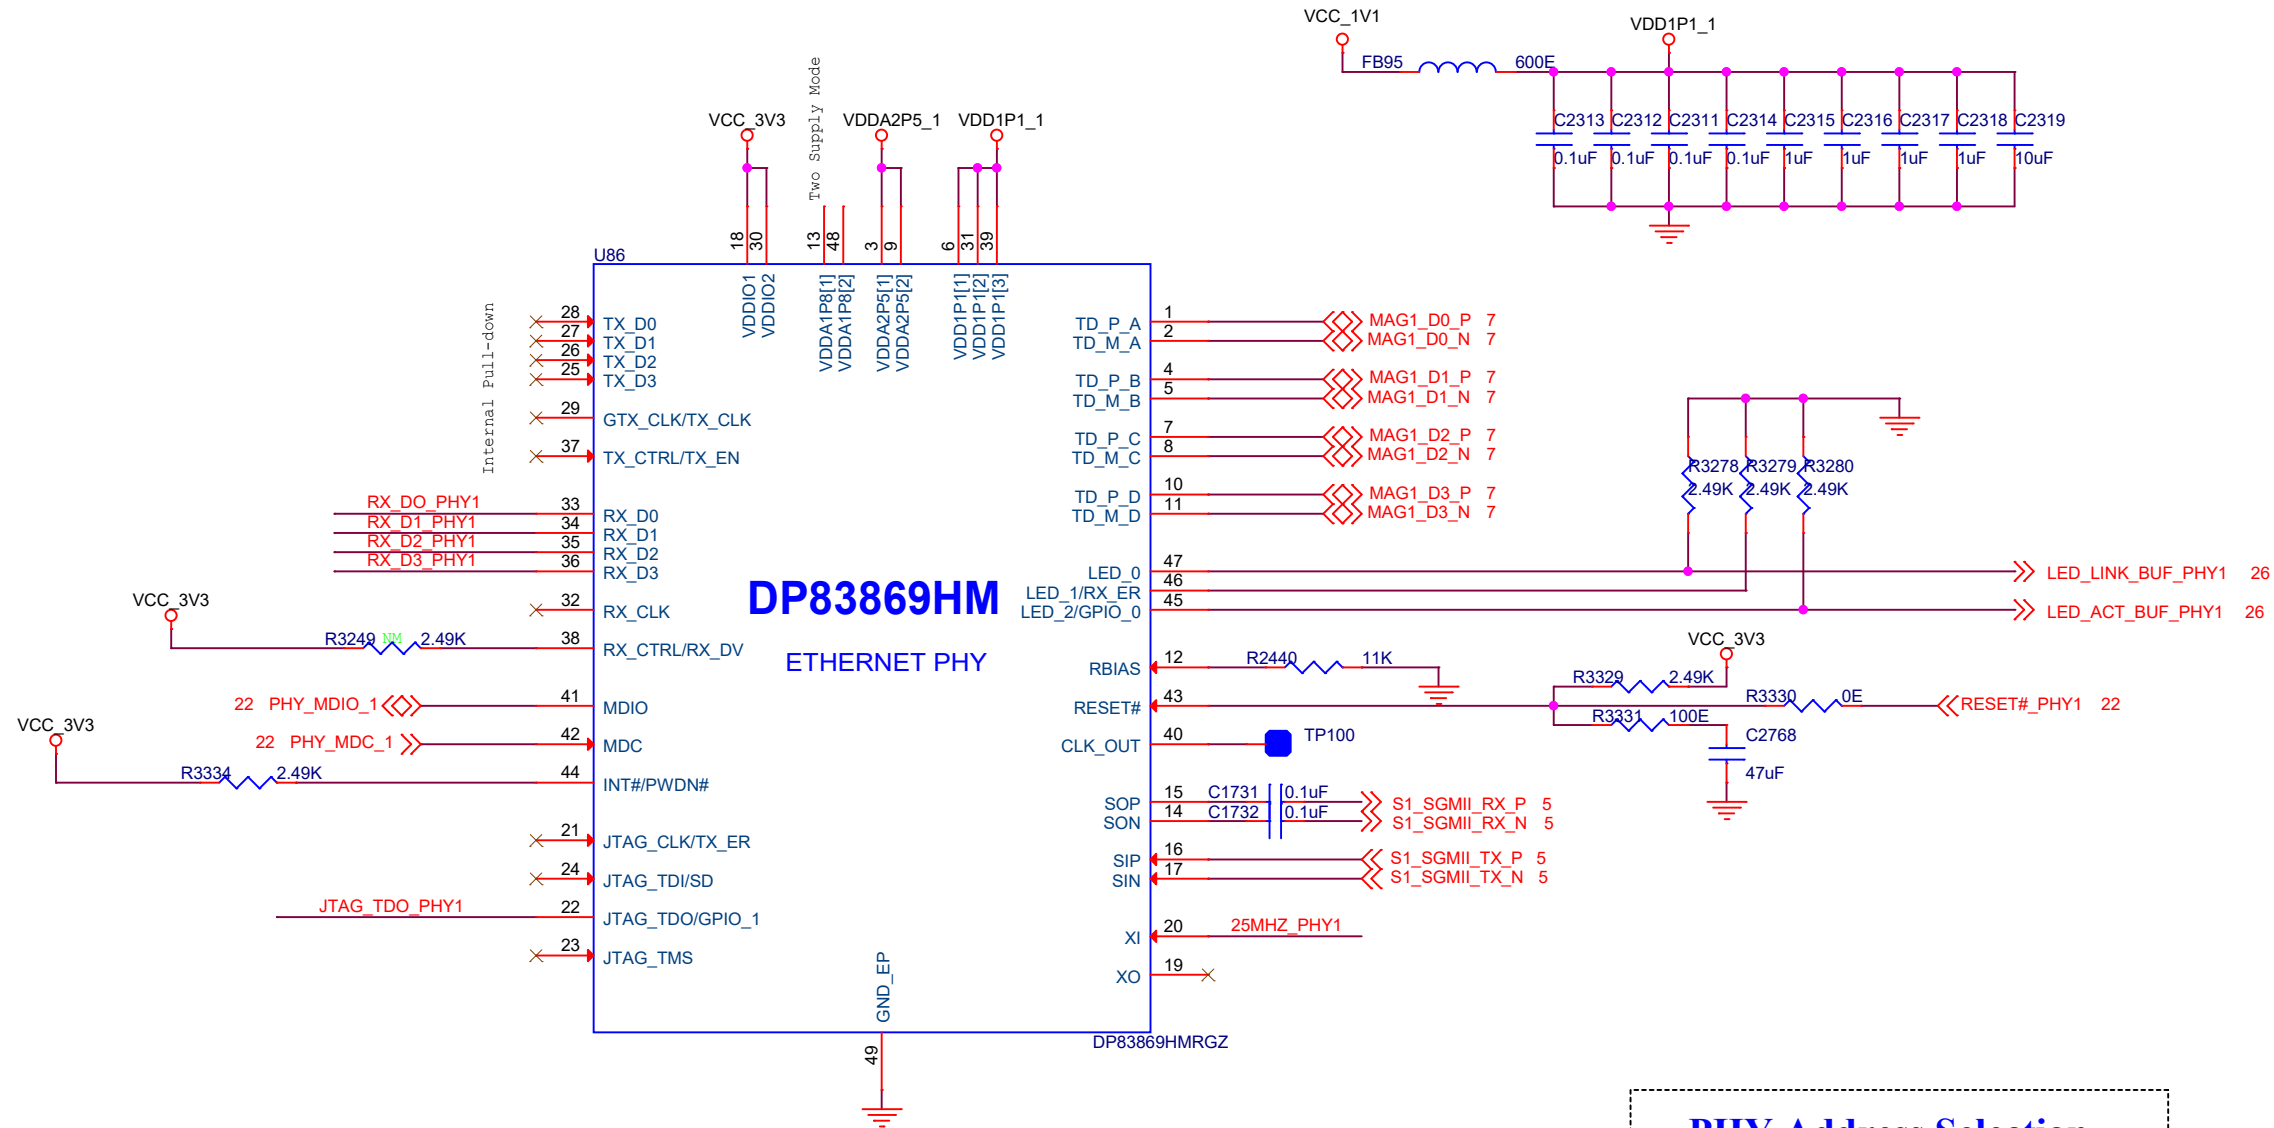 VCC_1V1
VDD1P1_1
FB95 600E
C2313 C2312 C2311 C2314 C2315 C2316 C2317 C2318 C2319
0.1uF 0.1uF 0.1uF 0.1uF 1uF 1uF 1uF 1uF 10uF
Two Supply Mode
VCC_3V3 VDDA2P5_1 VDD1P1_1
18 30 13 48 3 9 6 31 39
U86
VDDIO1
VDDIO2
VDDA1P8[1]
VDDA1P8[2]
VDDA2P5[1]
VDDA2P5[2]
VDD1P1[1]
VDD1P1[2]
VDD1P1[3]
Internal Pull-down
28 TX_D0
27 TX_D1
26 TX_D2
25 TX_D3
29 GTX_CLK/TX_CLK
37 TX_CTRL/TX_EN
RX_DO_PHY1 33 RX_D0
RX_D1_PHY1 34 RX_D1
RX_D2_PHY1 35 RX_D2
RX_D3_PHY1 36 RX_D3
32 RX_CLK
VCC_3V3
R3249 NM 2.49K 38 RX_CTRL/RX_DV
22 PHY_MDIO_1 41 MDIO
22 PHY_MDC_1 42 MDC
VCC_3V3
R3334 2.49K 44 INT#/PWDN#
21 JTAG_CLK/TX_ER
24 JTAG_TDI/SD
JTAG_TDO_PHY1 22 JTAG_TDO/GPIO_1
23 JTAG_TMS
DP83869HM
ETHERNET PHY
GND_EP
49
DP83869HMRGZ
TD_P_A 1 MAG1_D0_P 7
TD_M_A 2 MAG1_D0_N 7
TD_P_B 4 MAG1_D1_P 7
TD_M_B 5 MAG1_D1_N 7
TD_P_C 7 MAG1_D2_P 7
TD_M_C 8 MAG1_D2_N 7
TD_P_D 10 MAG1_D3_P 7
TD_M_D 11 MAG1_D3_N 7
R3278 R3279 R3280
2.49K 2.49K 2.49K
LED_0 47 LED_LINK_BUF_PHY1 26
LED_1/RX_ER 46
LED_2/GPIO_0 45 LED_ACT_BUF_PHY1 26
RBIAS 12 R2440 11K
VCC_3V3
R3329 2.49K
RESET# 43 R3330 0E RESET#_PHY1 22
R3331 100E
C2768
47uF
CLK_OUT 40 TP100
SOP 15 C1731 0.1uF S1_SGMII_RX_P 5
SON 14 C1732 0.1uF S1_SGMII_RX_N 5
SIP 16 S1_SGMII_TX_P 5
SIN 17 S1_SGMII_TX_N 5
XI 20 25MHZ_PHY1
XO 19
PHY Address Selection